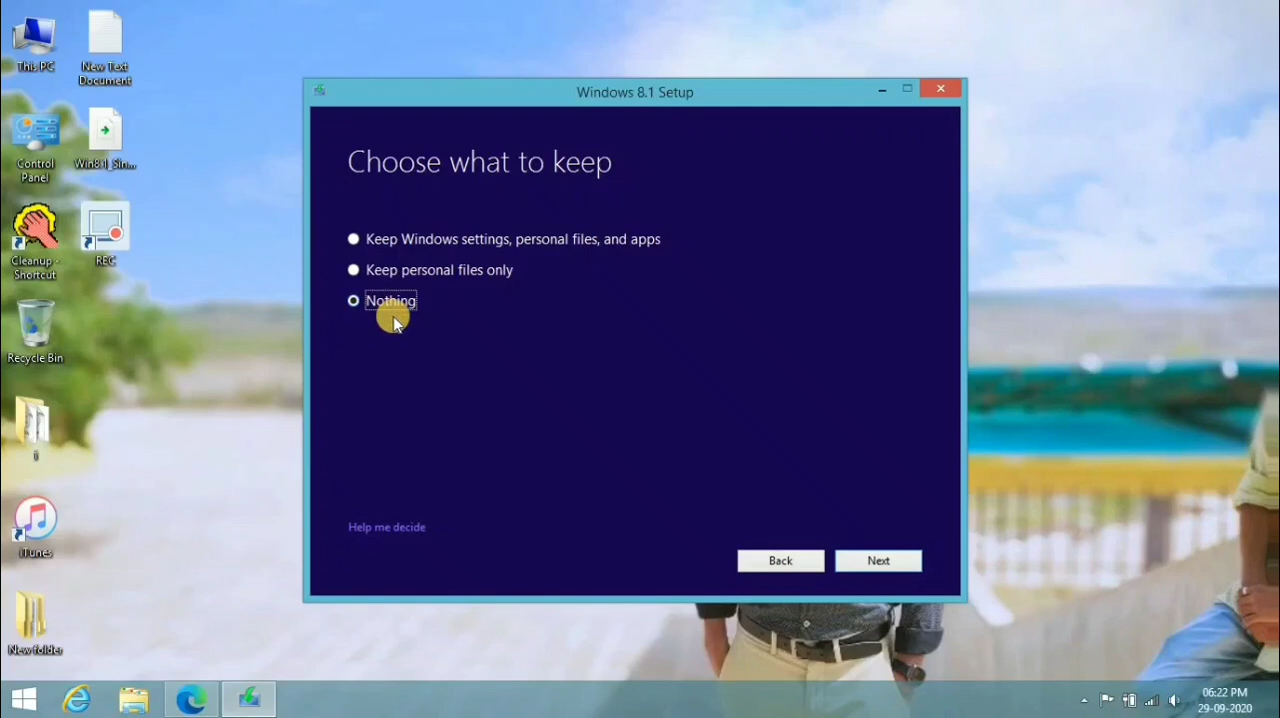 This PC
New Text
Document
Control
Panel
Win8.1_Sin...
Cleanup -
Shortcut
REC
Recycle Bin
iTunes
New folder
Windows 8.1 Setup
Choose what to keep
Keep Windows settings, personal files, and apps
Keep personal files only
Nothing
Help me decide
Back
Next
06:22 PM
29-09-2020